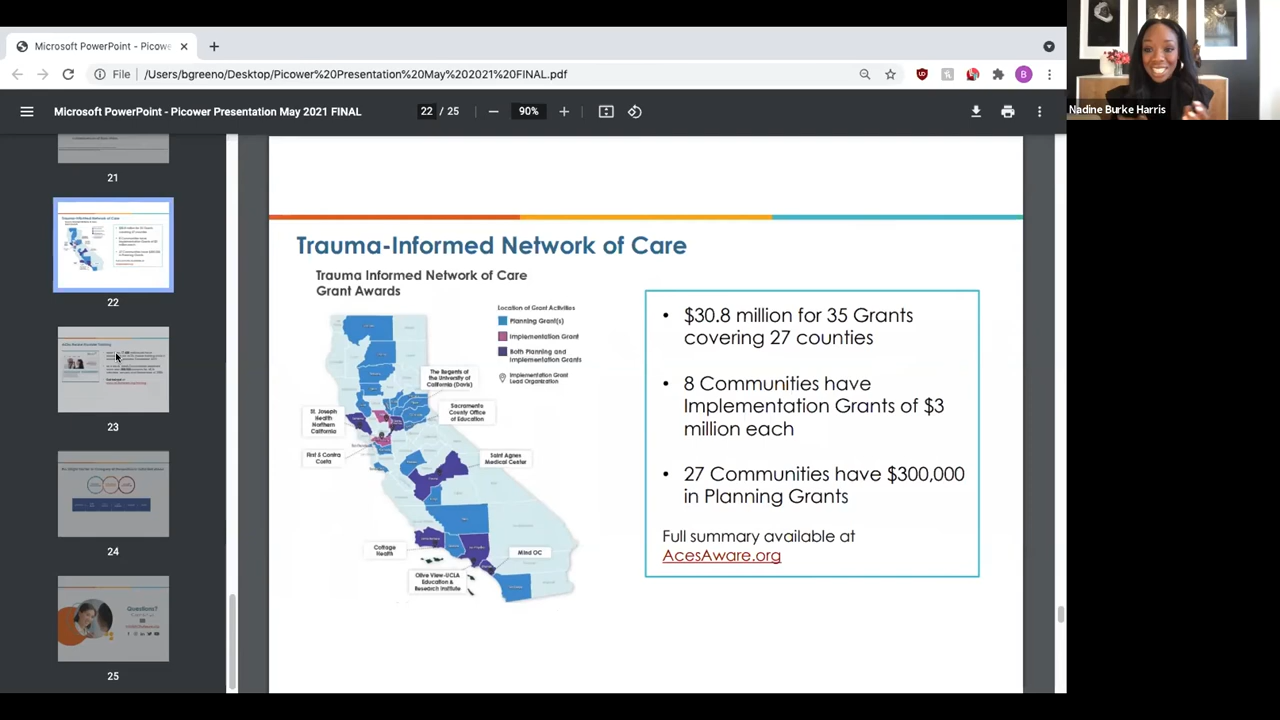 Microsoft PowerPoint - Picowe
File
/Users/bgreeno/Desktop/Picower%20Presentation%20May%202021%20FINAL.pdf
Nadine Burke Harris
Microsoft PowerPoint - Picower Presentation May 2021 FINAL
22 / 25
90%
21
22
23
24
Questions?
25
Trauma-Informed Network of Care
Trauma Informed Network of Care
Grant Awards
Location of Grant Activities
Planning Grant(s)
Implementation Grant
Both Planning and
Implementation Grants
Implementation Grant
Lead Organization
The Regents of
the University of
California (Davis)
St. Joseph
Health
Northern
California
Sacramento
County Office
of Education
First 5 Contra
Costa
Saint Agnes
Medical Center
Cottage
Health
Mind OC
Olive View-UCLA
Education &
Research Institute
• $30.8 million for 35 Grants
covering 27 counties
• 8 Communities have
Implementation Grants of $3
million each
• 27 Communities have $300,000
in Planning Grants
Full summary available at
AcesAware.org